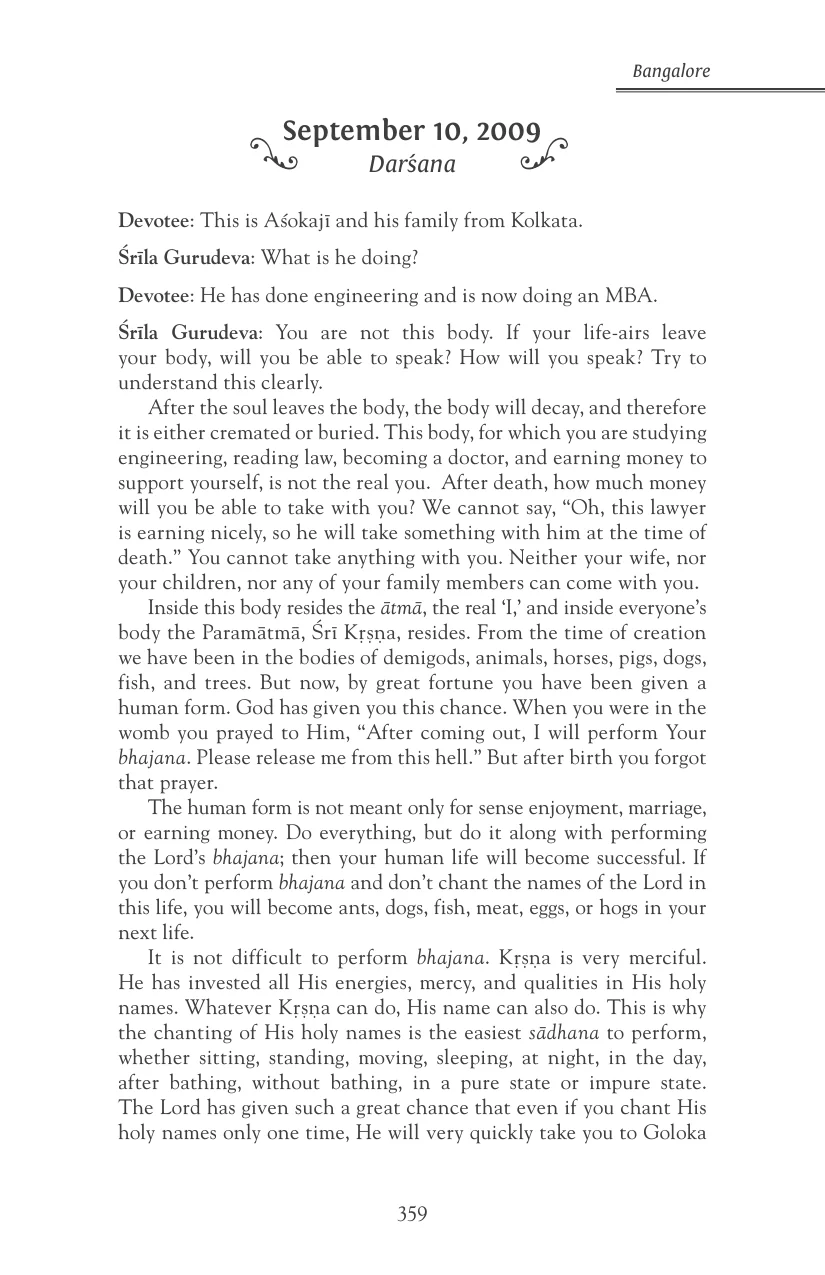 Bangalore
September 10, 2009
Darśana
Devotee: This is Aśokajī and his family from Kolkata.
Śrīla Gurudeva: What is he doing?
Devotee: He has done engineering and is now doing an MBA.
Śrīla Gurudeva: You are not this body. If your life-airs leave
your body, will you be able to speak? How will you speak? Try to
understand this clearly.
After the soul leaves the body, the body will decay, and therefore
it is either cremated or buried. This body, for which you are studying
engineering, reading law, becoming a doctor, and earning money to
support yourself, is not the real you. After death, how much money
will you be able to take with you? We cannot say, “Oh, this lawyer
is earning nicely, so he will take something with him at the time of
death.” You cannot take anything with you. Neither your wife, nor
your children, nor any of your family members can come with you.
Inside this body resides the ātmā, the real ‘I,’ and inside everyone’s
body the Paramātmā, Śrī Kṛṣṇa, resides. From the time of creation
we have been in the bodies of demigods, animals, horses, pigs, dogs,
fish, and trees. But now, by great fortune you have been given a
human form. God has given you this chance. When you were in the
womb you prayed to Him, “After coming out, I will perform Your
bhajana. Please release me from this hell.” But after birth you forgot
that prayer.
The human form is not meant only for sense enjoyment, marriage,
or earning money. Do everything, but do it along with performing
the Lord’s bhajana; then your human life will become successful. If
you don’t perform bhajana and don’t chant the names of the Lord in
this life, you will become ants, dogs, fish, meat, eggs, or hogs in your
next life.
It is not difficult to perform bhajana. Kṛṣṇa is very merciful.
He has invested all His energies, mercy, and qualities in His holy
names. Whatever Kṛṣṇa can do, His name can also do. This is why
the chanting of His holy names is the easiest sādhana to perform,
whether sitting, standing, moving, sleeping, at night, in the day,
after bathing, without bathing, in a pure state or impure state.
The Lord has given such a great chance that even if you chant His
holy names only one time, He will very quickly take you to Goloka
359